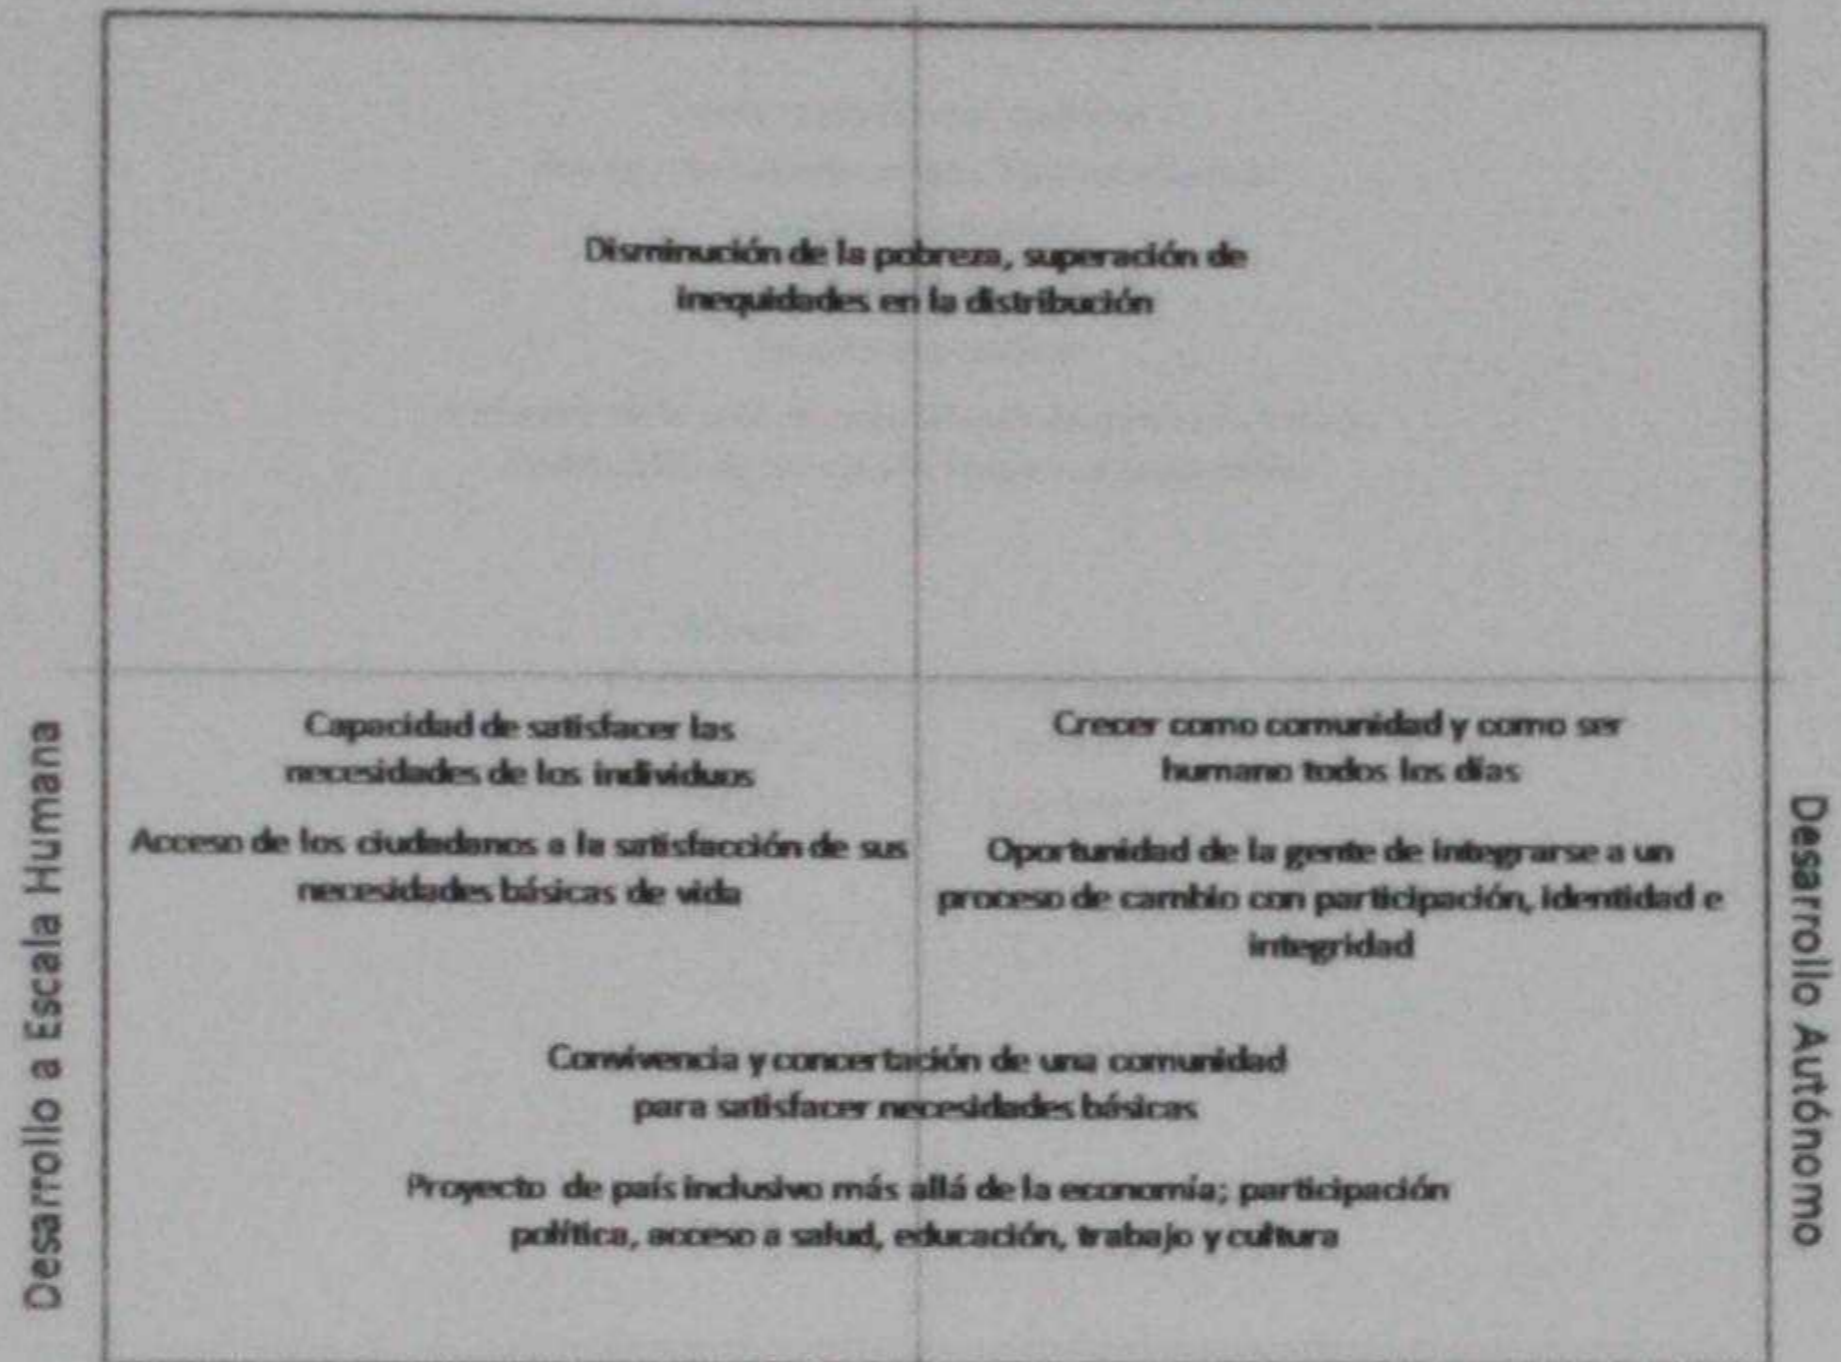 Disminución de la pobreza, superación de
inequidades en la distribución
Desarrollo a Escala Humana
Capacidad de satisfacer las
necesidades de los individuos
Acceso de los ciudadanos a la satisfacción de sus
necesidades básicas de vida
Crecer como comunidad y como ser
humano todos los días
Oportunidad de la gente de integrarse a un
proceso de cambio con participación, identidad e
integridad
Desarrollo Autónomo
Convivencia y concertación de una comunidad
para satisfacer necesidades básicas
Proyecto de país inclusivo más allá de la economía; participación
política, acceso a salud, educación, trabajo y cultura